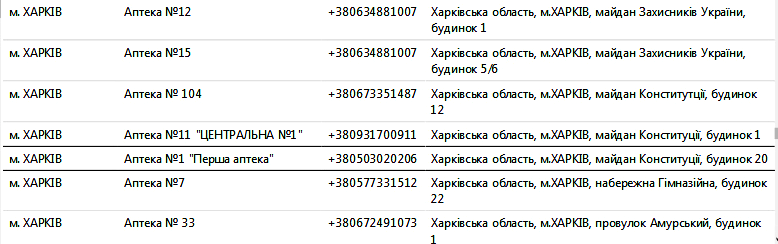 м. ХАРКІВ Аптека №12 +380634881007 Харківська область, м.ХАРКІВ, майдан Захисників України,
будинок 1
м. ХАРКІВ Аптека №15 +380634881007 Харківська область, м.ХАРКІВ, майдан Захисників України,
будинок 5/6
м. ХАРКІВ Аптека № 104 +380673351487 Харківська область, м.ХАРКІВ, майдан Конститутції, будинок
12
м. ХАРКІВ Аптека №11 "ЦЕНТРАЛЬНА №1" +380931700911 Харківська область, м.ХАРКІВ, майдан Конституції, будинок 1
м. ХАРКІВ Аптека №1 "Перша аптека" +380503020206 Харківська область, м.ХАРКІВ, майдан Конституції, будинок 20
м. ХАРКІВ Аптека №7 +380577331512 Харківська область, м.ХАРКІВ, набережна Гімназійна, будинок
22
м. ХАРКІВ Аптека № 33 +380672491073 Харківська область, м.ХАРКІВ, провулок Амурський, будинок
1